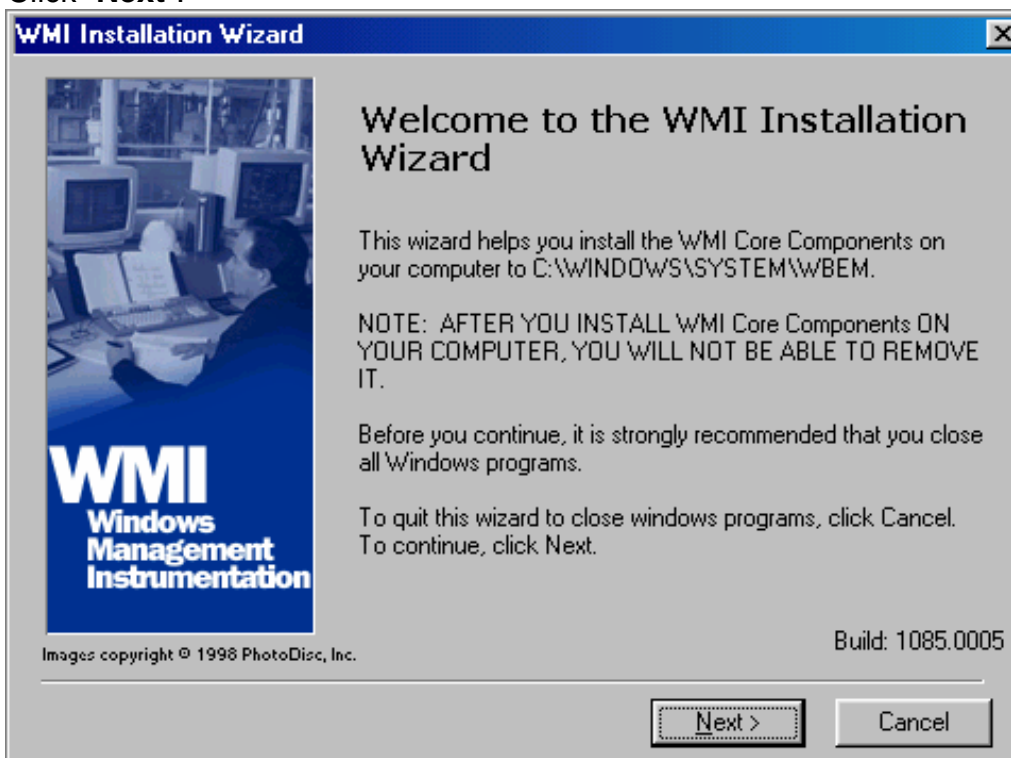 Click "Next".
WMI Installation Wizard
Welcome to the WMI Installation
Wizard
This wizard helps you install the WMI Core Components on
your computer to C:\WINDOWS\SYSTEM\WBEM.
NOTE: AFTER YOU INSTALL WMI Core Components ON
YOUR COMPUTER, YOU WILL NOT BE ABLE TO REMOVE
IT.
Before you continue, it is strongly recommended that you close
all Windows programs.
To quit this wizard to close windows programs, click Cancel.
To continue, click Next.
WMI
Windows
Management
Instrumentation
Images copyright © 1998 PhotoDisc, Inc.
Build: 1085.0005
Next >
Cancel